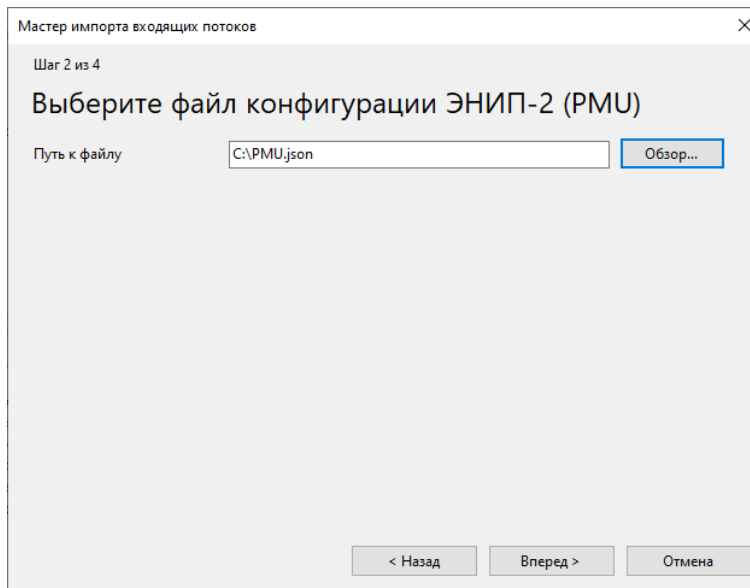 Мастер импорта входящих потоков
Шаг 2 из 4
Выберите файл конфигурации ЭНИП-2 (PMU)
Путь к файлу C:\PMU.json Обзор...
< Назад Вперед > Отмена